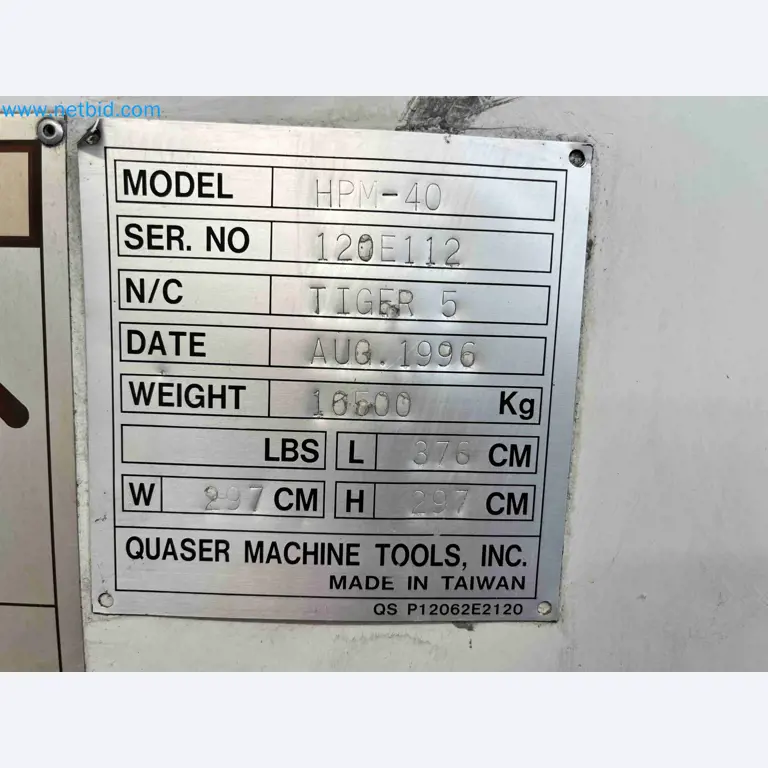 www.netbid.com
MODEL HPM-40
SER. NO 120E112
N/C TIGER 5
DATE AUG.1996
WEIGHT 16500 Kg
LBS L 376 CM
W 297 CM H 297 CM
QUASER MACHINE TOOLS, INC.
MADE IN TAIWAN
QS P12062E2120